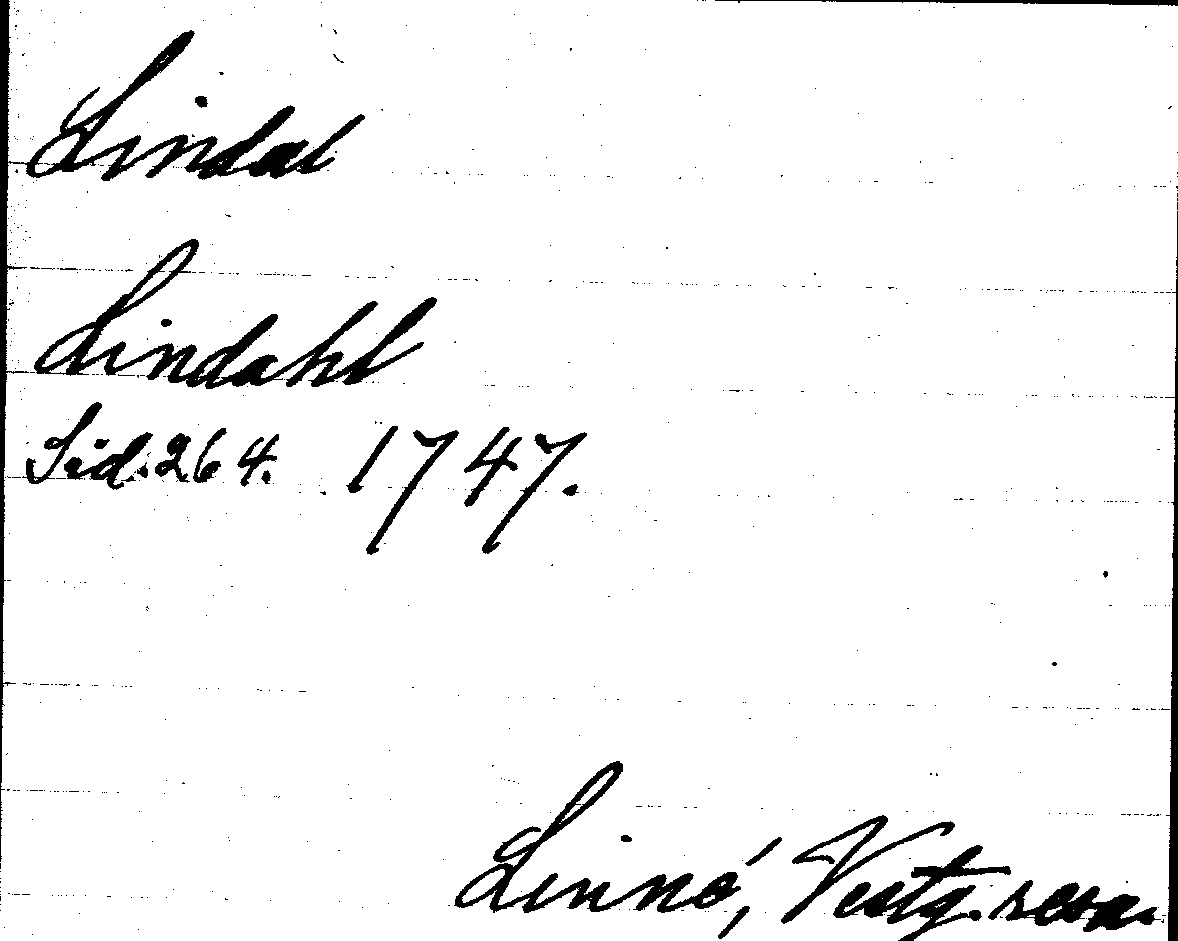 Lindal
Lindahl
Sid. 264. 1747.
Linné, Vestg. resa.